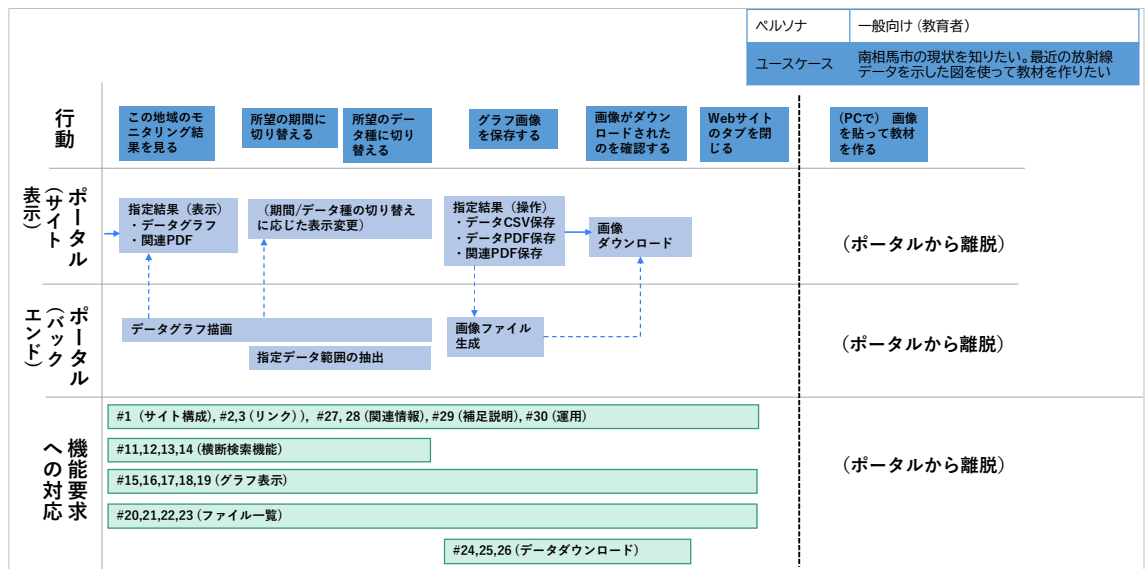 ペルソナ
一般向け（教育者）
ユースケース
南相馬市の現状を知りたい。最近の放射線
データを示した図を使って教材を作りたい
行動
この地域のモ
ニタリング結
果を見る
所望の期間に
切り替える
所望のデー
タ種に切り
替える
グラフ画像
を保存する
画像がダウン
ロードされた
のを確認する
Webサイト
のタブを閉
じる
(PCで） 画像
を貼って教材
を作る
ポータル
(サイト
表示)
指定結果（表示）
・データグラフ
・関連PDF
（期間/データ種の切り替え
に応じた表示変更）
指定結果（操作）
・データCSV保存
・データPDF保存
・関連PDF保存
画像
ダウンロード
（ポータルから離脱）
ポータル
(バック
エンド)
データグラフ描画
指定データ範囲の抽出
画像ファイル
生成
（ポータルから離脱）
機能要求
への対応
#1（サイト構成）, #2,3（リンク））, #27, 28（関連情報）, #29（補足説明）, #30（運用）
#11,12,13,14（横断検索機能）
#15,16,17,18,19（グラフ表示）
#20,21,22,23（ファイル一覧）
#24,25,26（データダウンロード）
（ポータルから離脱）